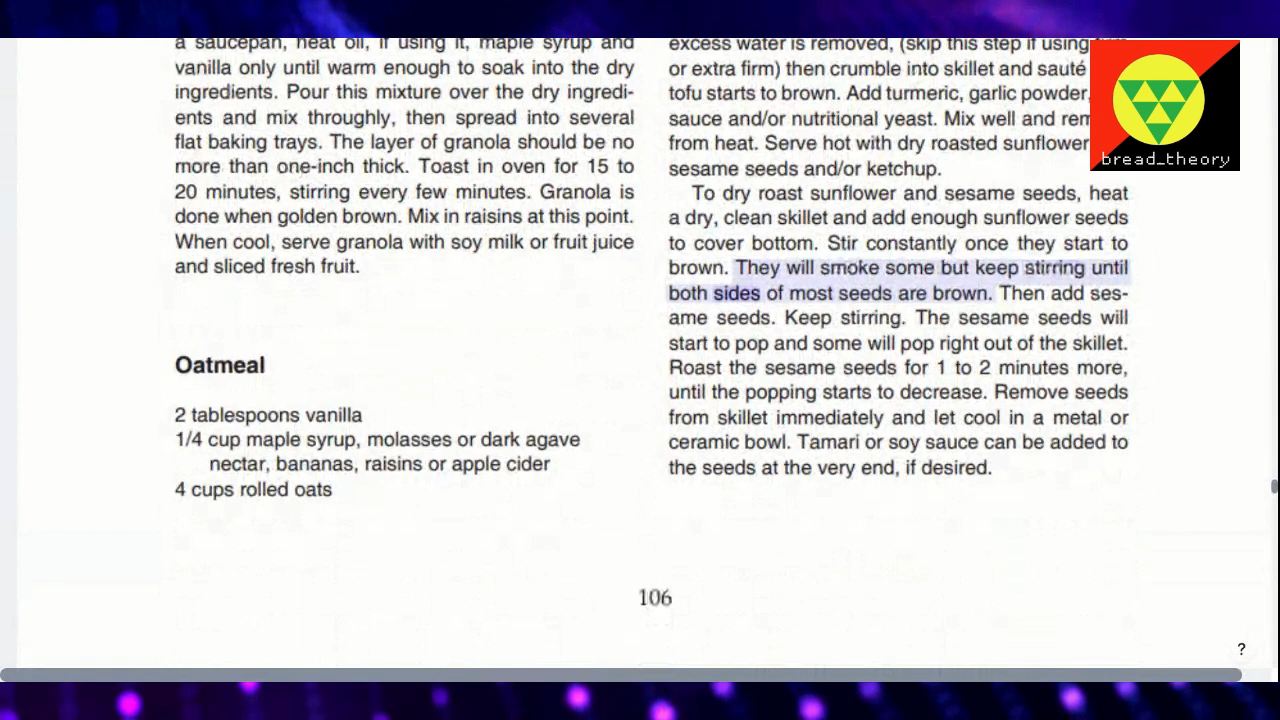 a saucepan, heat oil, if using it, maple syrup and
vanilla only until warm enough to soak into the dry
ingredients. Pour this mixture over the dry ingredi-
ents and mix throughly, then spread into several
flat baking trays. The layer of granola should be no
more than one-inch thick. Toast in oven for 15 to
20 minutes, stirring every few minutes. Granola is
done when golden brown. Mix in raisins at this point.
When cool, serve granola with soy milk or fruit juice
and sliced fresh fruit.
Oatmeal
2 tablespoons vanilla
1/4 cup maple syrup, molasses or dark agave
nectar, bananas, raisins or apple cider
4 cups rolled oats
excess water is removed, (skip this step if using
or extra firm) then crumble into skillet and sauté
tofu starts to brown. Add turmeric, garlic powder,
sauce and/or nutritional yeast. Mix well and rem
from heat. Serve hot with dry roasted sunflower
sesame seeds and/or ketchup.
To dry roast sunflower and sesame seeds, heat
a dry, clean skillet and add enough sunflower seeds
to cover bottom. Stir constantly once they start to
brown. They will smoke some but keep stirring until
both sides of most seeds are brown. Then add ses-
ame seeds. Keep stirring. The sesame seeds will
start to pop and some will pop right out of the skillet.
Roast the sesame seeds for 1 to 2 minutes more,
until the popping starts to decrease. Remove seeds
from skillet immediately and let cool in a metal or
ceramic bowl. Tamari or soy sauce can be added to
the seeds at the very end, if desired.
106
bread_theory
?